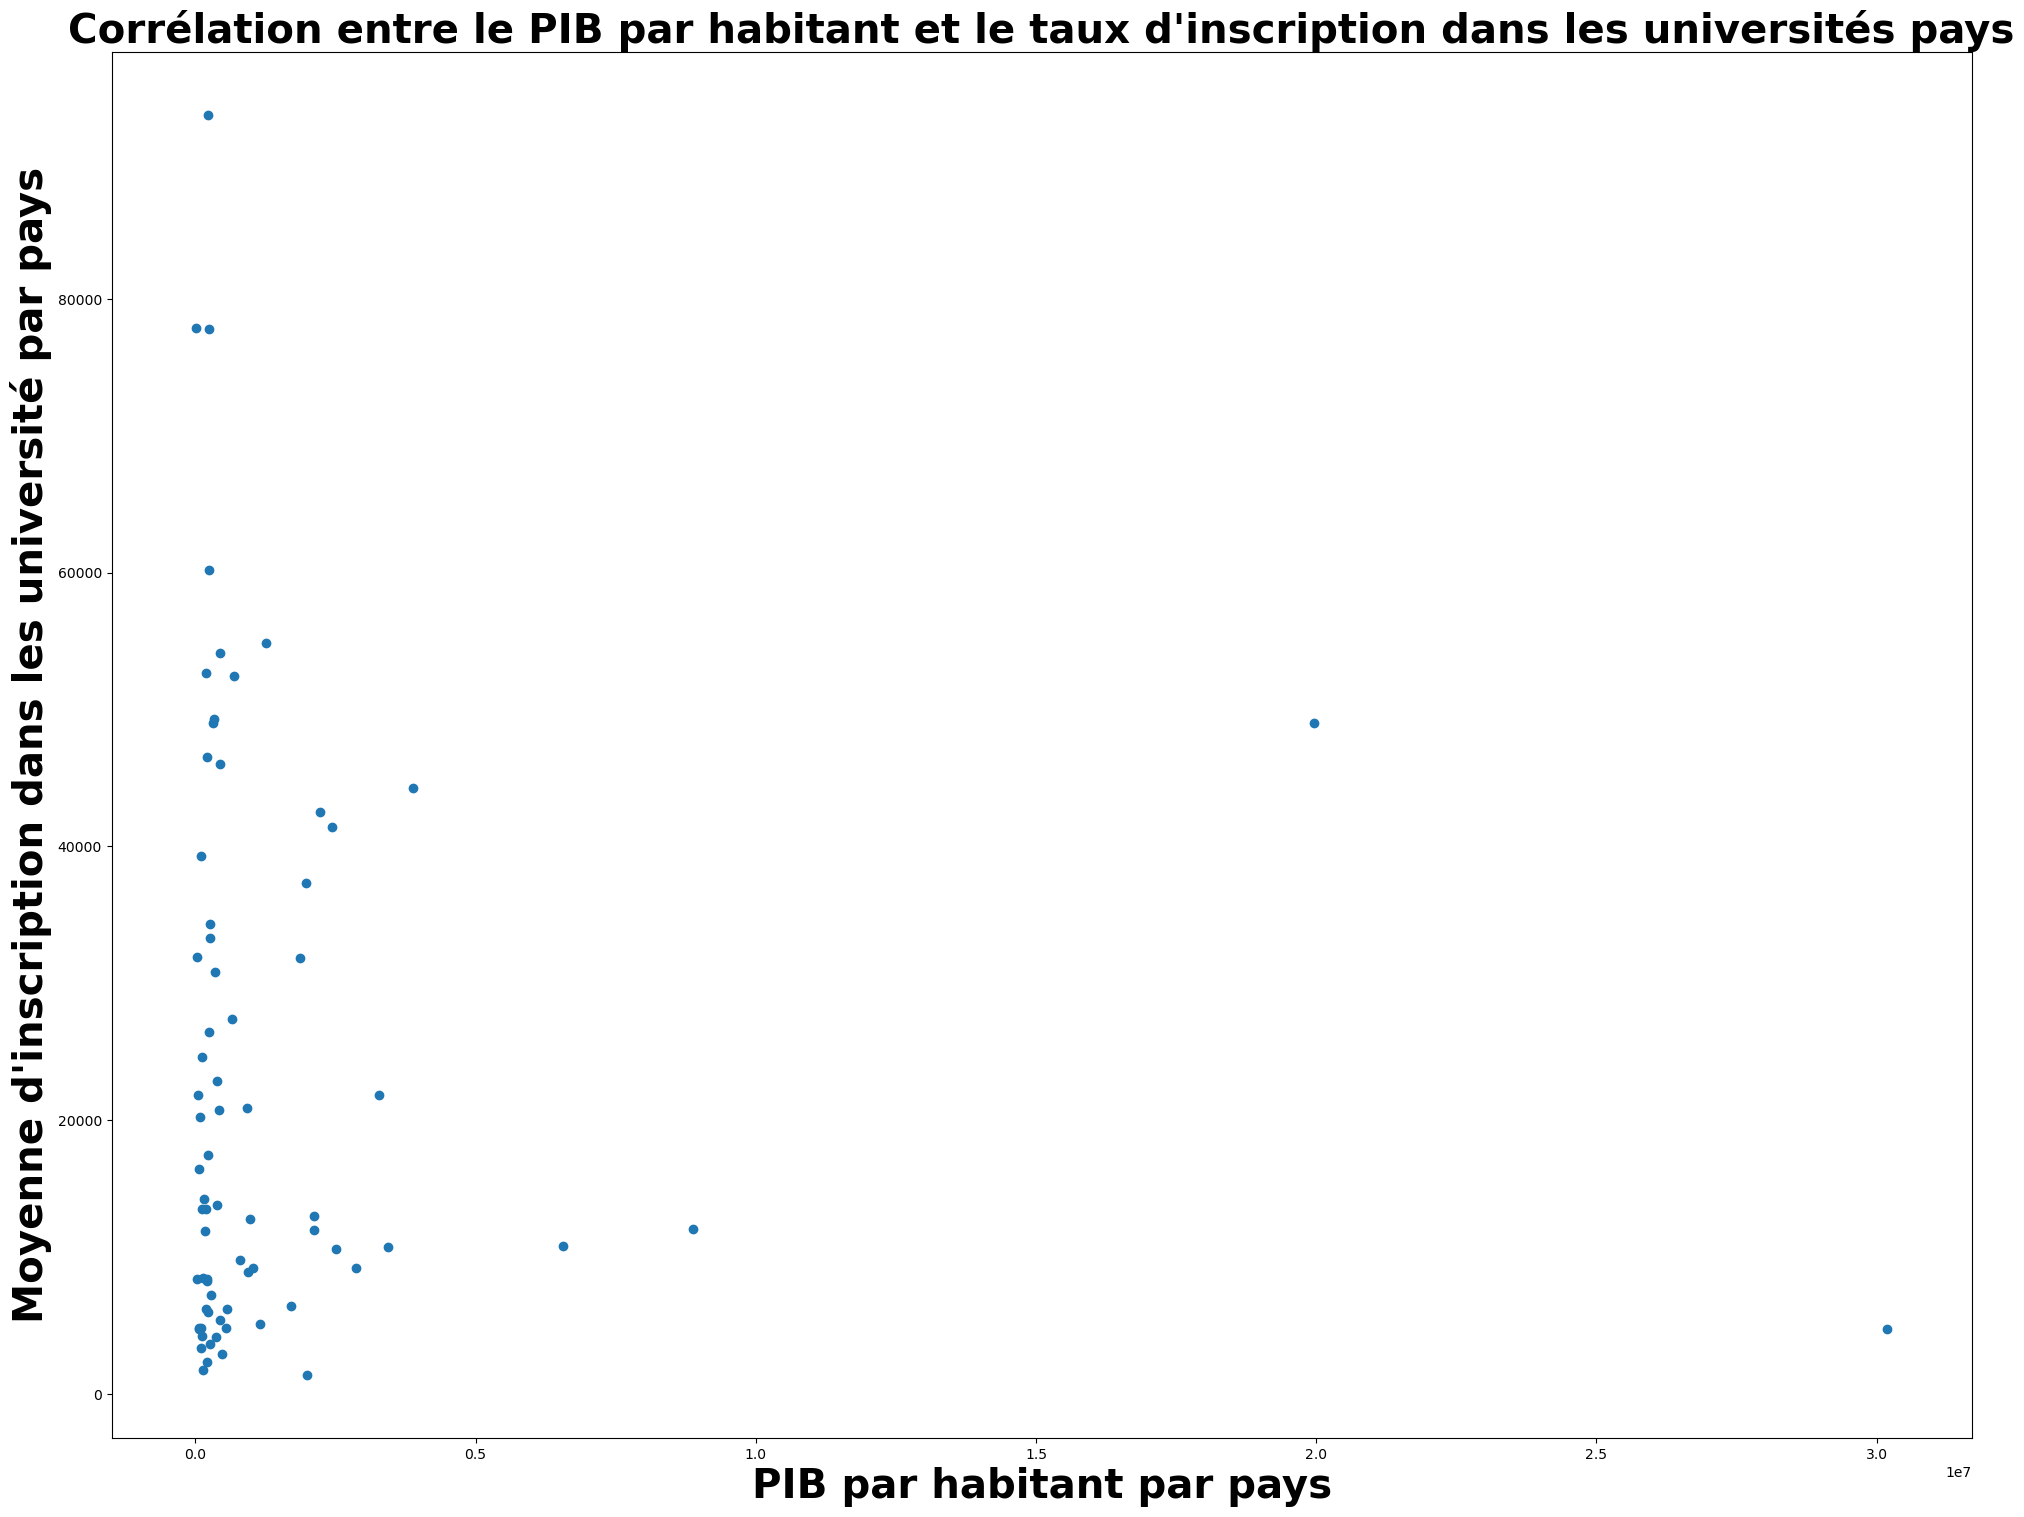 Corrélation entre le PIB par habitant et le taux d'inscription dans les universités pays
Moyenne d'inscription dans les université par pays
80000
60000
40000
20000
0
0.0 0.5 1.0 1.5 2.0 2.5 3.0
1e7
PIB par habitant par pays